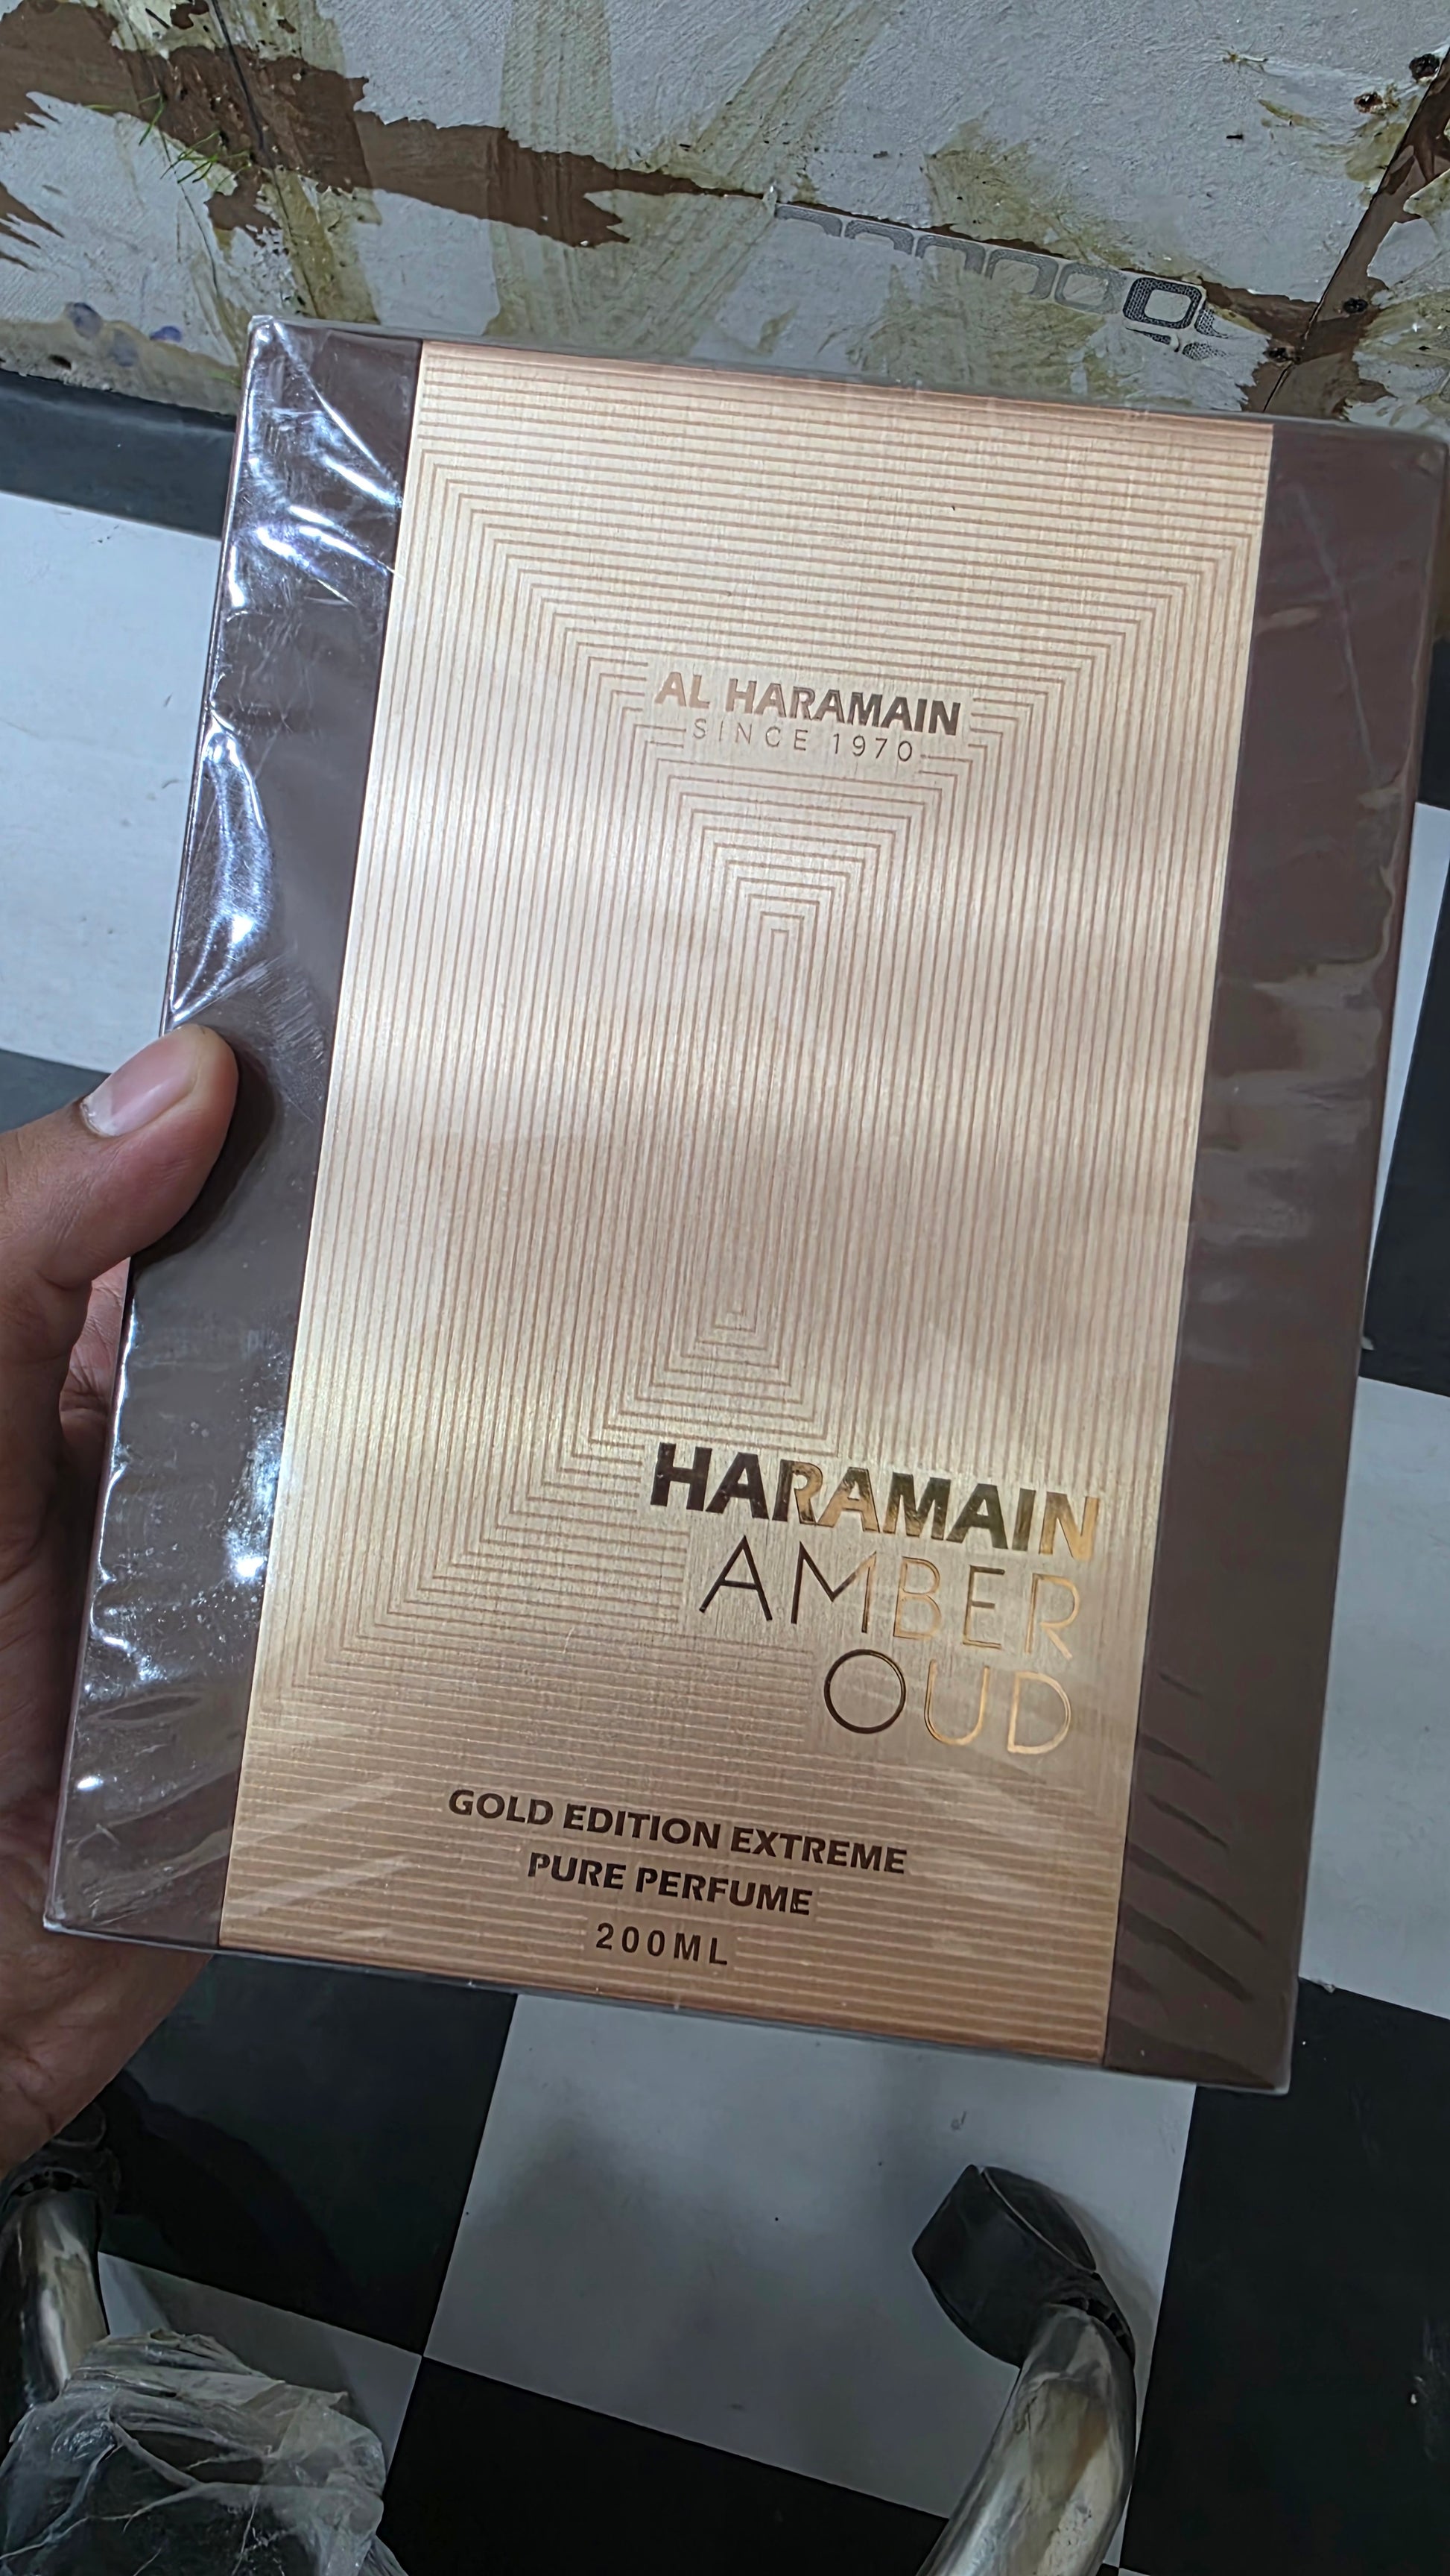 AL HARAMAIN
SINCE 1970
HARAMAIN
AMBER
OUD
GOLD EDITION EXTREME
PURE PERFUME
200ML